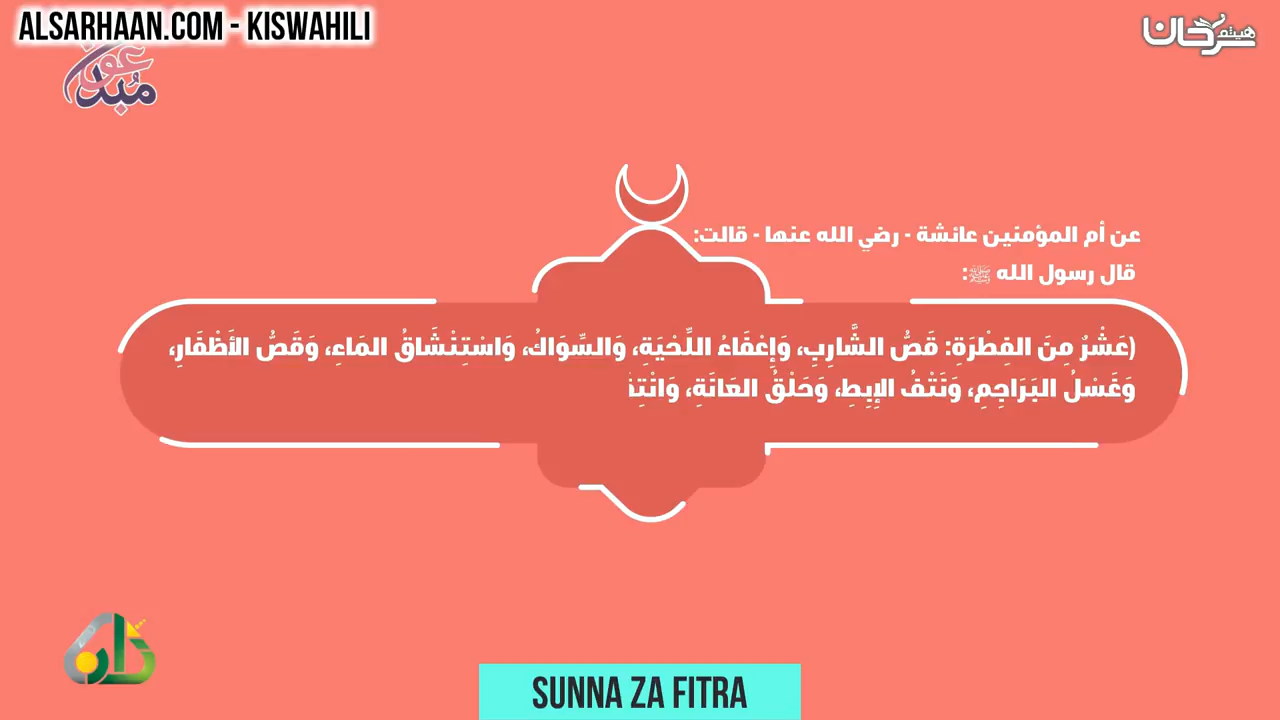 ALSARHAAN.COM - KISWAHILI
هيثم سرحان
عن أم المؤمنين عائشة - رضي الله عنها - قالت:
قال رسول الله ﷺ:
(عَشْرٌ مِنَ الفِطْرَةِ: قَصُّ الشَّارِبِ، وَإِعْفَاءُ اللِّحْيَةِ، وَالسِّوَاكُ، وَاسْتِنْشَاقُ المَاءِ، وَقَصُّ الأَظْفَارِ،
وَغَسْلُ البَرَاجِمِ، وَنَتْفُ الإِبِطِ، وَحَلْقُ العَانَةِ،
SUNNA ZA FITRA